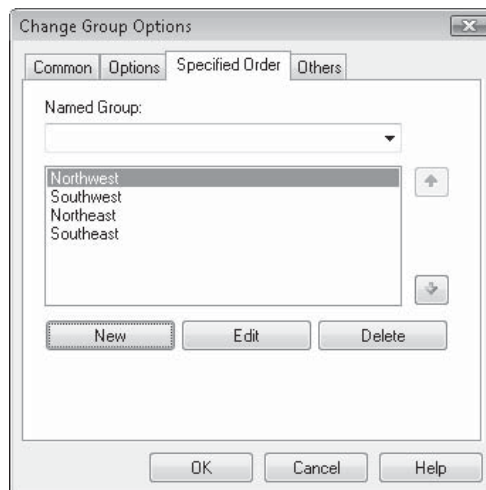 Change Group Options
Common Options Specified Order Others
Named Group:
Northwest
Southwest
Northeast
Southeast
New Edit Delete
OK Cancel Help